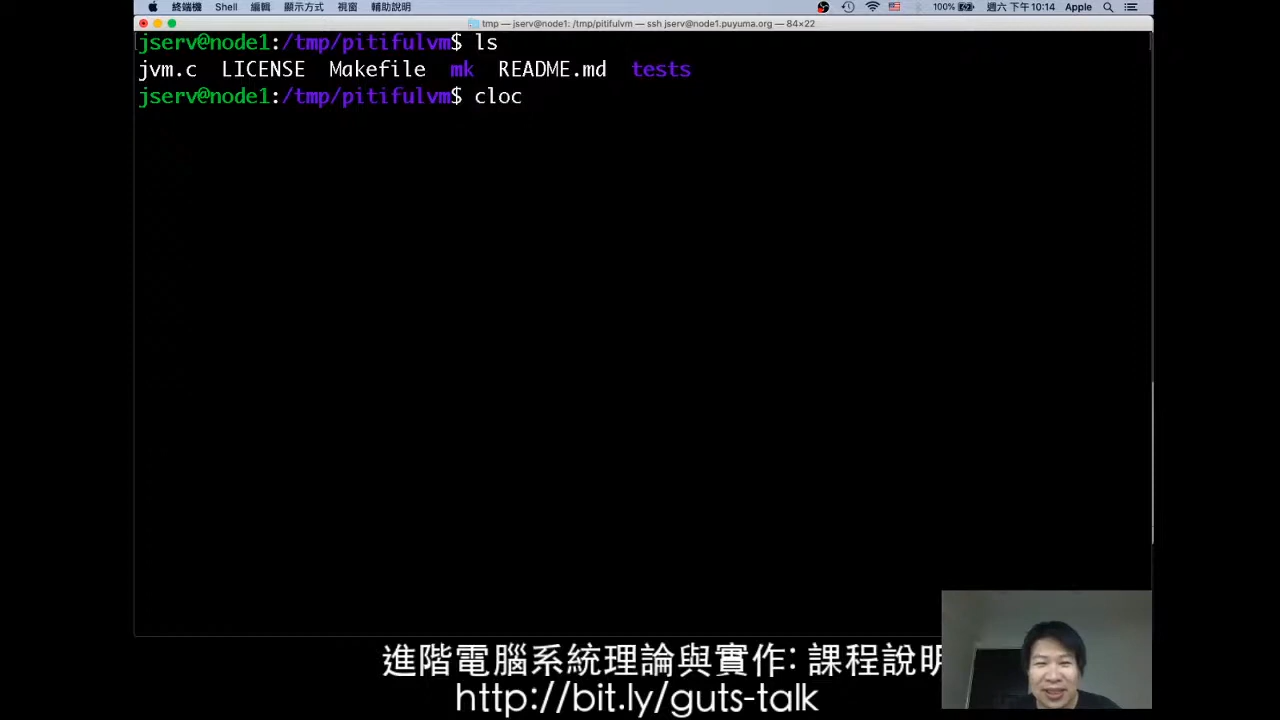 終端機 Shell 編輯 顯示方式 視窗 輔助說明 100% 週六 下午10:14 Apple
tmp — jserv@node1: /tmp/pitifulvm — ssh jserv@node1.puyuma.org — 84×22
jserv@node1:/tmp/pitifulvm$ ls
jvm.c LICENSE Makefile mk README.md tests
jserv@node1:/tmp/pitifulvm$ cloc
進階電腦系統理論與實作: 課程說明
http://bit.ly/guts-talk